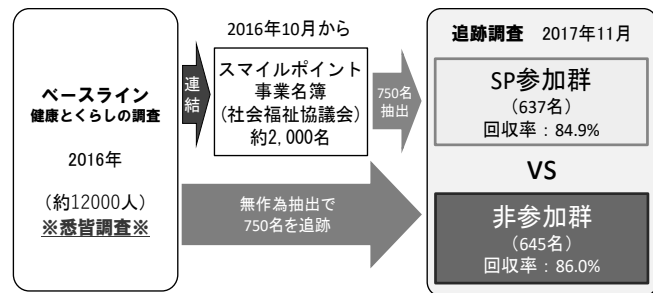 ベースライン
健康とくらしの調査
2016年
（約12000人）
※悉皆調査※
連結
2016年10月から
スマイルポイント
事業名簿
(社会福祉協議会)
約2,000名
750名
抽出
無作為抽出で
750名を追跡
追跡調査 2017年11月
SP参加群
（637名）
回収率：84.9%
VS
非参加群
（645名）
回収率：86.0%